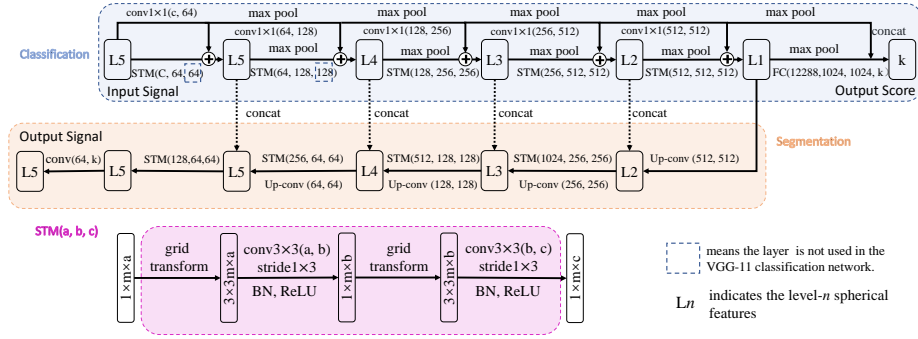 conv1×1(c, 64)
max pool
max pool
max pool
max pool
max pool
conv1×1(64, 128)
conv1×1(128, 256)
conv1×1(256, 512)
conv1×1(512, 512)
concat
Classification
max pool
max pool
max pool
max pool
max pool
L5
L5
L4
L3
L2
L1
k
STM(C, 64, 64)
STM(64, 128, 128)
STM(128, 256, 256)
STM(256, 512, 512)
STM(512, 512, 512)
FC(12288,1024, 1024, k)
Input Signal
Output Score
concat
concat
concat
concat
Output Signal
Segmentation
conv(64, k)
STM(128,64,64)
STM(256, 64, 64)
STM(512, 128, 128)
STM(1024, 256, 256)
Up-conv (512, 512)
L5
L5
L5
L4
L3
L2
Up-conv (64, 64)
Up-conv (128, 128)
Up-conv (256, 256)
STM(a, b, c)
1×m×a
grid
transform
3×3m×a
conv3×3(a, b)
stride1×3
BN, ReLU
1×m×b
grid
transform
3×3m×b
conv3×3(b, c)
stride1×3
BN, ReLU
1×m×c
means the layer is not used in the
VGG-11 classification network.
Ln indicates the level-n spherical
features